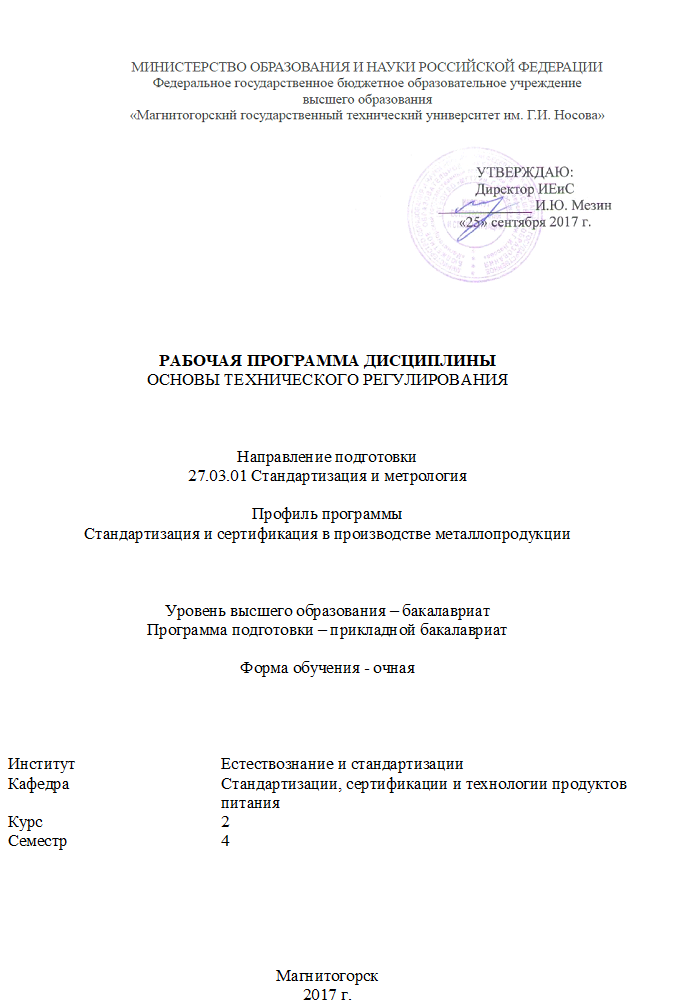 МИНИСТЕРСТВО ОБРАЗОВАНИЯ И НАУКИ РОССИЙСКОЙ ФЕДЕРАЦИИ
Федеральное государственное бюджетное образовательное учреждение
высшего образования
«Магнитогорский государственный технический университет им. Г.И. Носова»
УТВЕРЖДАЮ:
Директор ИЕиС
И.Ю. Мезин
«25» сентября 2017 г.
РАБОЧАЯ ПРОГРАММА ДИСЦИПЛИНЫ
ОСНОВЫ ТЕХНИЧЕСКОГО РЕГУЛИРОВАНИЯ
Направление подготовки
27.03.01 Стандартизация и метрология
Профиль программы
Стандартизация и сертификация в производстве металлопродукции
Уровень высшего образования – бакалавриат
Программа подготовки – прикладной бакалавриат
Форма обучения - очная
Институт Естествознание и стандартизации
Кафедра Стандартизации, сертификации и технологии продуктов
питания
Курс 2
Семестр 4
Магнитогорск
2017 г.